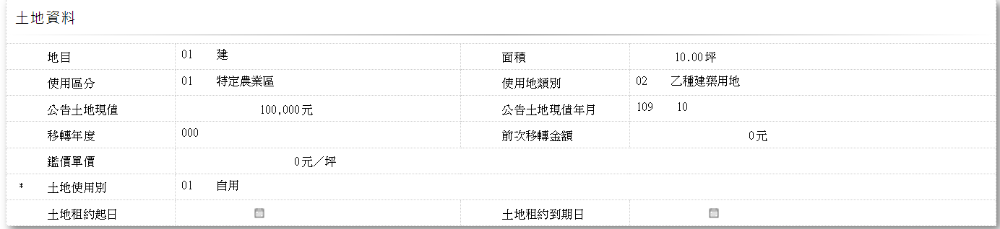 土地資料
地目 01 建 面積 10.00坪
使用區分 01 特定農業區 使用地類別 02 乙種建築用地
公告土地現值 100,000元 公告土地現值年月 109 10
移轉年度 000 前次移轉金額 0元
鑑價單價 0元／坪
* 土地使用別 01 自用
土地租約起日 土地租約到期日